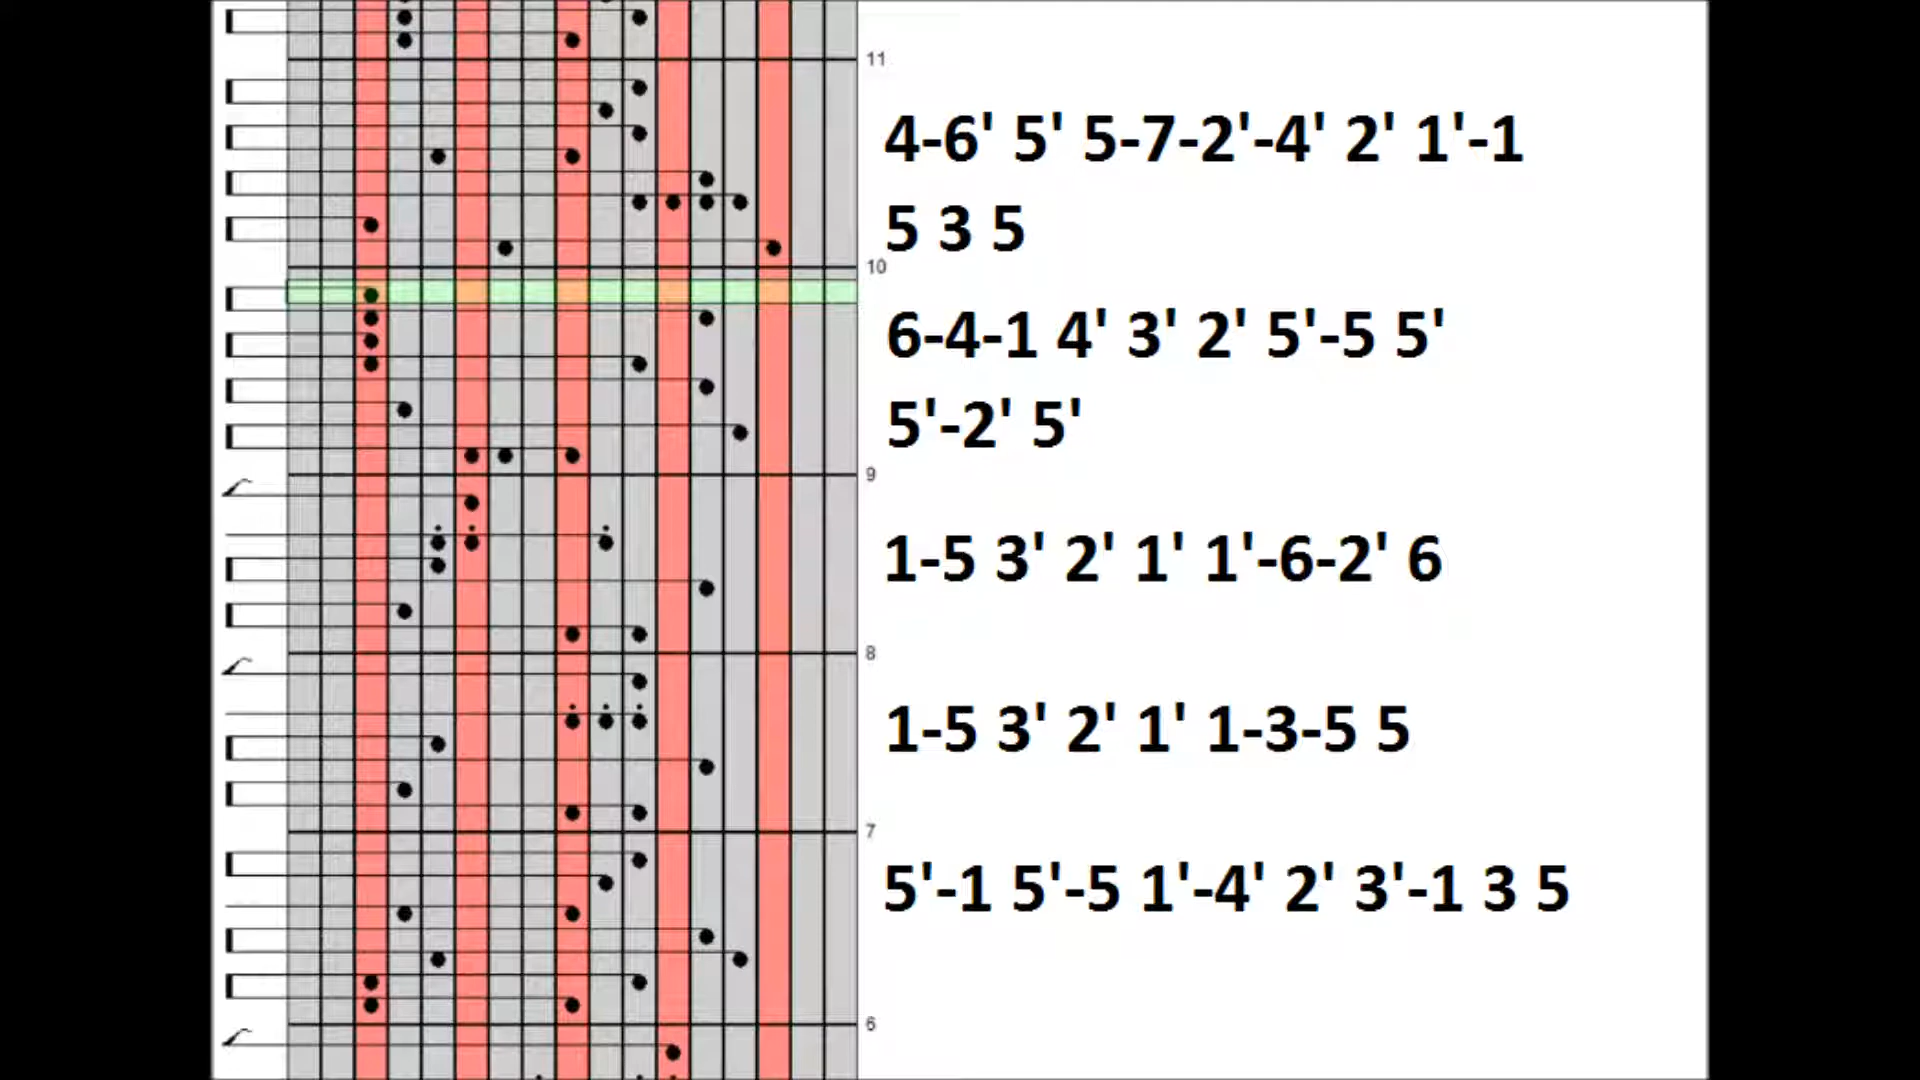 11
4-6' 5' 5-7-2'-4' 2' 1'-1
5 3 5
10
6-4-1 4' 3' 2' 5'-5 5'
5'-2' 5'
9
1-5 3' 2' 1' 1'-6-2' 6
8
1-5 3' 2' 1' 1-3-5 5
7
5'-1 5'-5 1'-4' 2' 3'-1 3 5
6